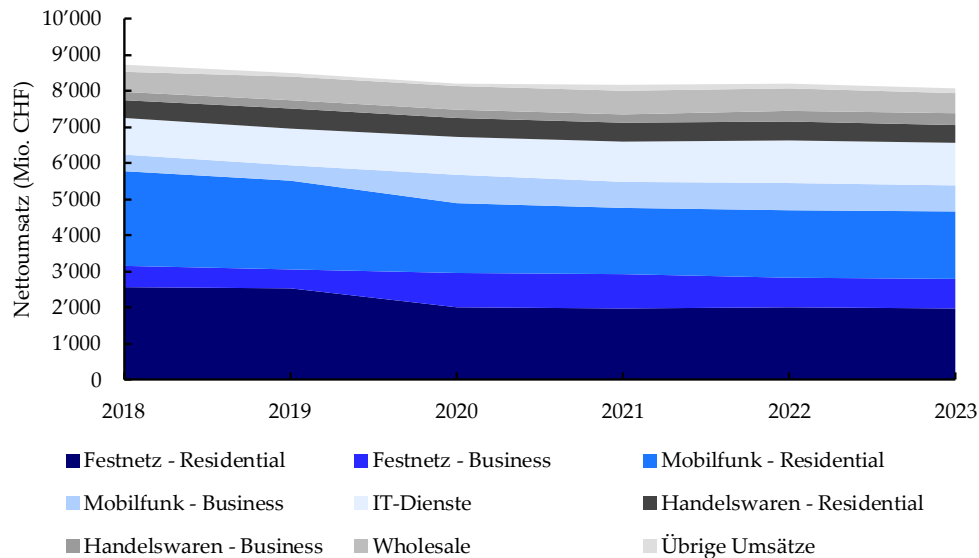 Nettoumsatz (Mio. CHF)
10’000
9’000
8’000
7’000
6’000
5’000
4’000
3’000
2’000
1’000
0
2018 2019 2020 2021 2022 2023
Festnetz - Residential Festnetz - Business Mobilfunk - Residential
Mobilfunk - Business IT-Dienste Handelswaren - Residential
Handelswaren - Business Wholesale Übrige Umsätze